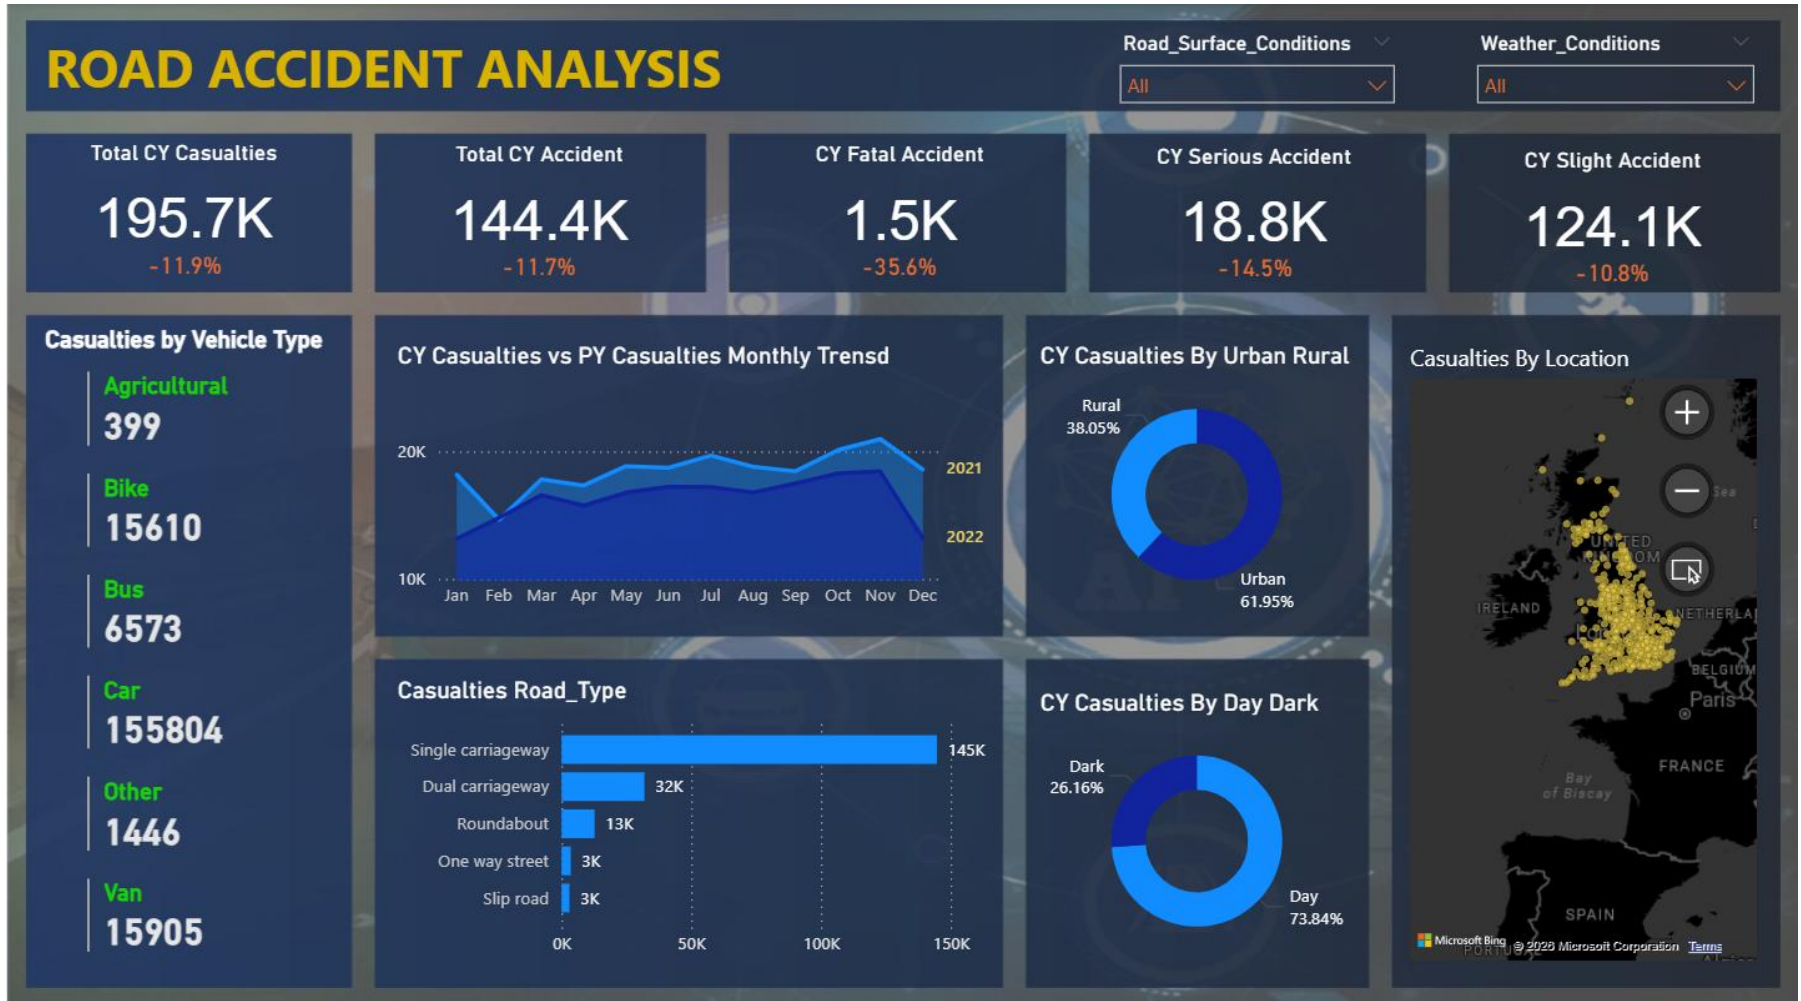 ROAD ACCIDENT ANALYSIS
Road_Surface_Conditions
All
Weather_Conditions
All
Total CY Casualties
195.7K
-11.9%
Total CY Accident
144.4K
-11.7%
CY Fatal Accident
1.5K
-35.6%
CY Serious Accident
18.8K
-14.5%
CY Slight Accident
124.1K
-10.8%
Casualties by Vehicle Type
Agricultural
399
Bike
15610
Bus
6573
Car
155804
Other
1446
Van
15905
CY Casualties vs PY Casualties Monthly Trensd
20K
10K
2021
2022
Jan Feb Mar Apr May Jun Jul Aug Sep Oct Nov Dec
Casualties Road_Type
Single carriageway 145K
Dual carriageway 32K
Roundabout 13K
One way street 3K
Slip road 3K
0K 50K 100K 150K
CY Casualties By Urban Rural
Rural
38.05%
Urban
61.95%
CY Casualties By Day Dark
Dark
26.16%
Day
73.84%
Casualties By Location
Sea
UNITED
KINGDOM
IRELAND
NETHERLA
BELGIUM
Paris
FRANCE
Bay
of Biscay
SPAIN
Microsoft Bing
© 2026 Microsoft Corporation Terms